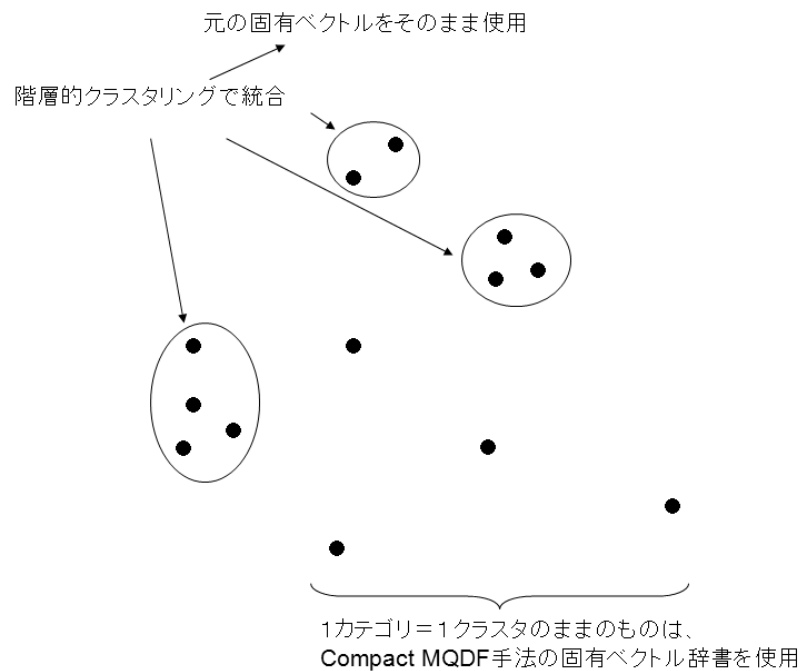 元の固有ベクトルをそのまま使用
階層的クラスタリングで統合
1カテゴリ＝1クラスタのままのものは、
Compact MQDF手法の固有ベクトル辞書を使用